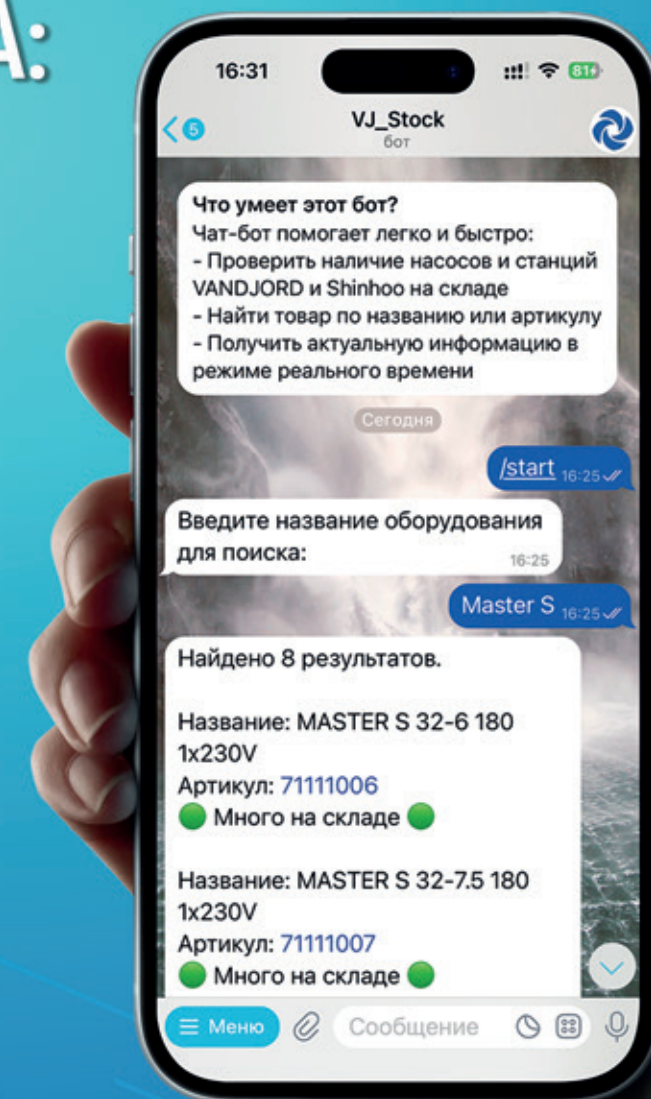 А:
16:31
81
5
VJ_Stock
бот
Что умеет этот бот?
Чат-бот помогает легко и быстро:
- Проверить наличие насосов и станций
VANDJORD и Shinhoo на складе
- Найти товар по названию или артикулу
- Получить актуальную информацию в
режиме реального времени
Сегодня
/start 16:25
Введите название оборудования
для поиска:
16:25
Master S 16:25
Найдено 8 результатов.
Название: MASTER S 32-6 180
1x230V
Артикул: 71111006
Много на складе
Название: MASTER S 32-7.5 180
1x230V
Артикул: 71111007
Много на складе
Меню
Сообщение